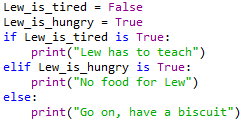 Lew_is_tired = False
Lew_is_hungry = True
if Lew_is_tired is True:
    print("Lew has to teach")
elif Lew_is_hungry is True:
    print("No food for Lew")
else:
    print("Go on, have a biscuit")